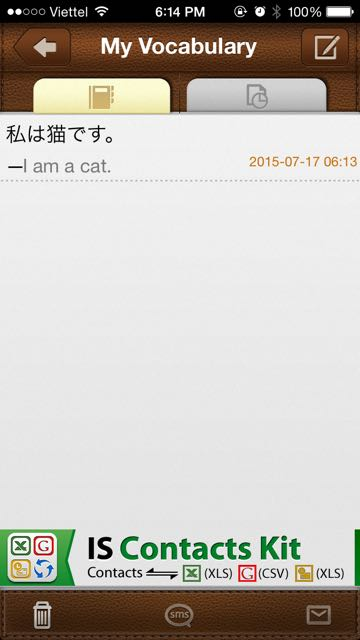 Viettel 6:14 PM 100%
My Vocabulary
私は猫です。
—I am a cat.
2015-07-17 06:13
IS Contacts Kit
Contacts (XLS) G (CSV) (XLS)
sms